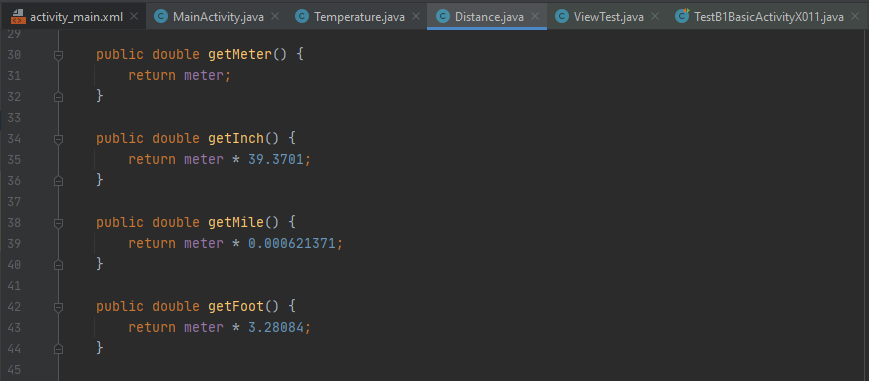 activity_main.xml MainActivity.java Temperature.java Distance.java ViewTest.java TestB1BasicActivityX011.java
29
30 public double getMeter() {
31 return meter;
32 }
33
34 public double getInch() {
35 return meter * 39.3701;
36 }
37
38 public double getMile() {
39 return meter * 0.000621371;
40 }
41
42 public double getFoot() {
43 return meter * 3.28084;
44 }
45